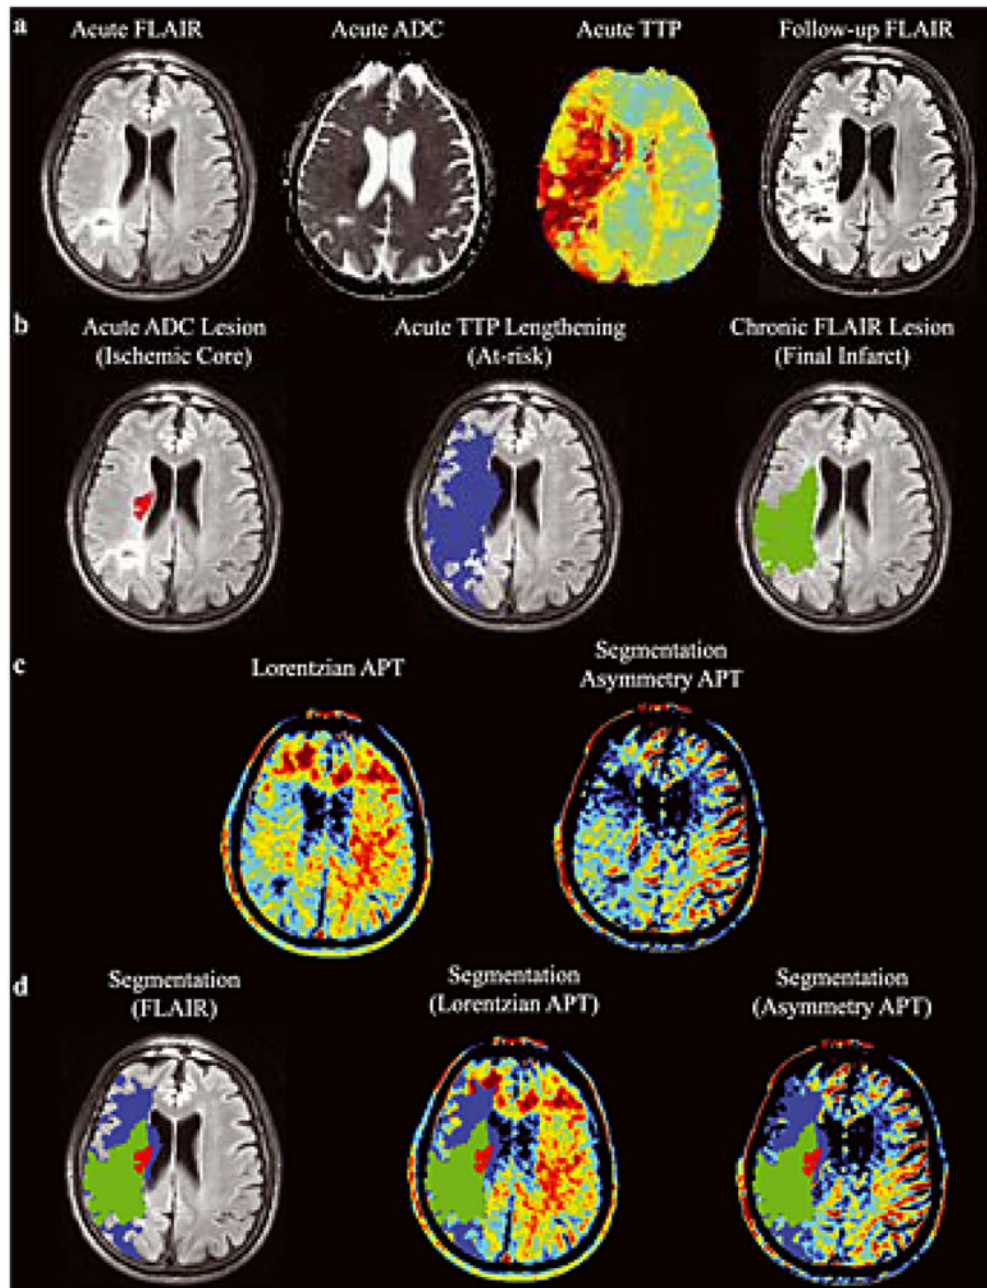 a
Acute FLAIR Acute ADC Acute TTP Follow-up FLAIR
b
Acute ADC Lesion
(Ischemic Core)
Acute TTP Lengthening
(At-risk)
Chronic FLAIR Lesion
(Final Infarct)
c
Lorentzian APT
Segmentation
Asymmetry APT
d
Segmentation
(FLAIR)
Segmentation
(Lorentzian APT)
Segmentation
(Asymmetry APT)